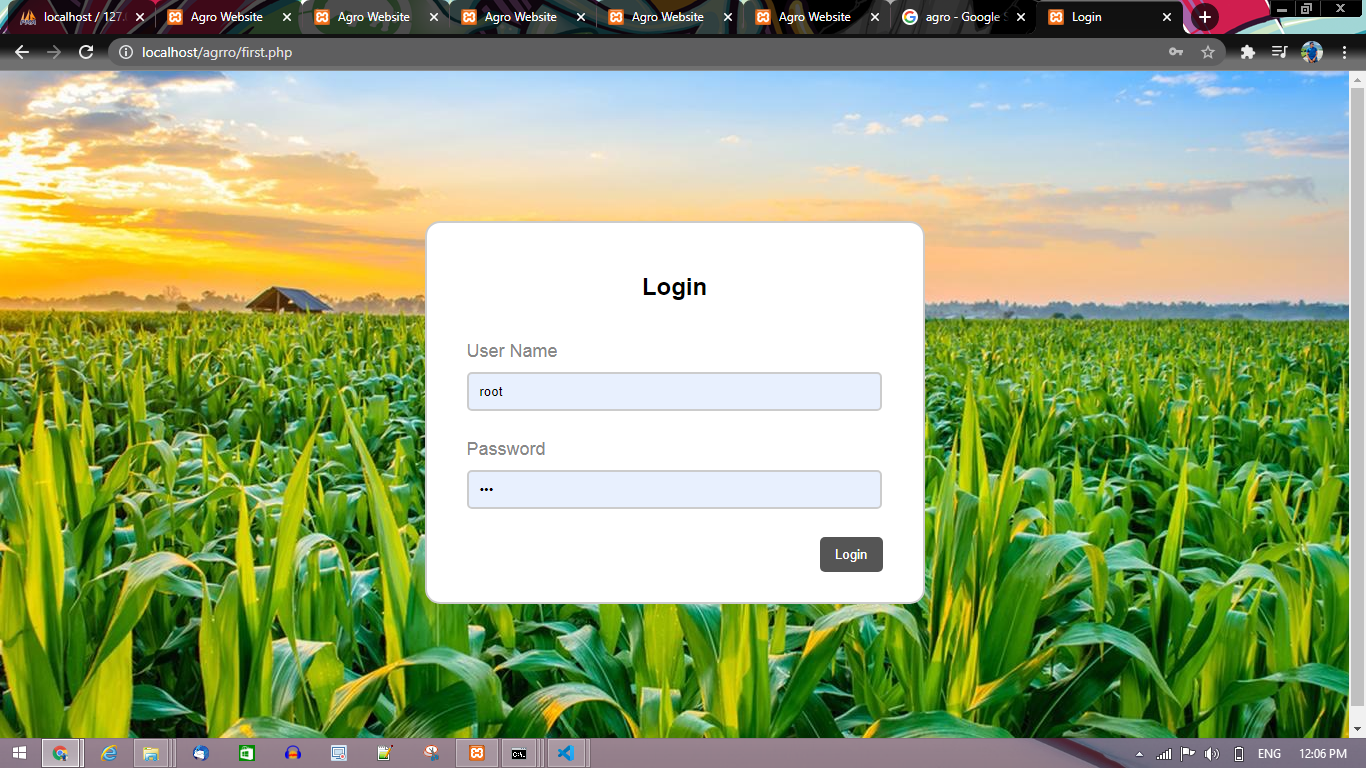 localhost / 127.
Agro Website
Agro Website
Agro Website
Agro Website
Agro Website
agro - Google S
Login
localhost/agrro/first.php
Login
User Name
root
Password
•••
Login
ENG
12:06 PM